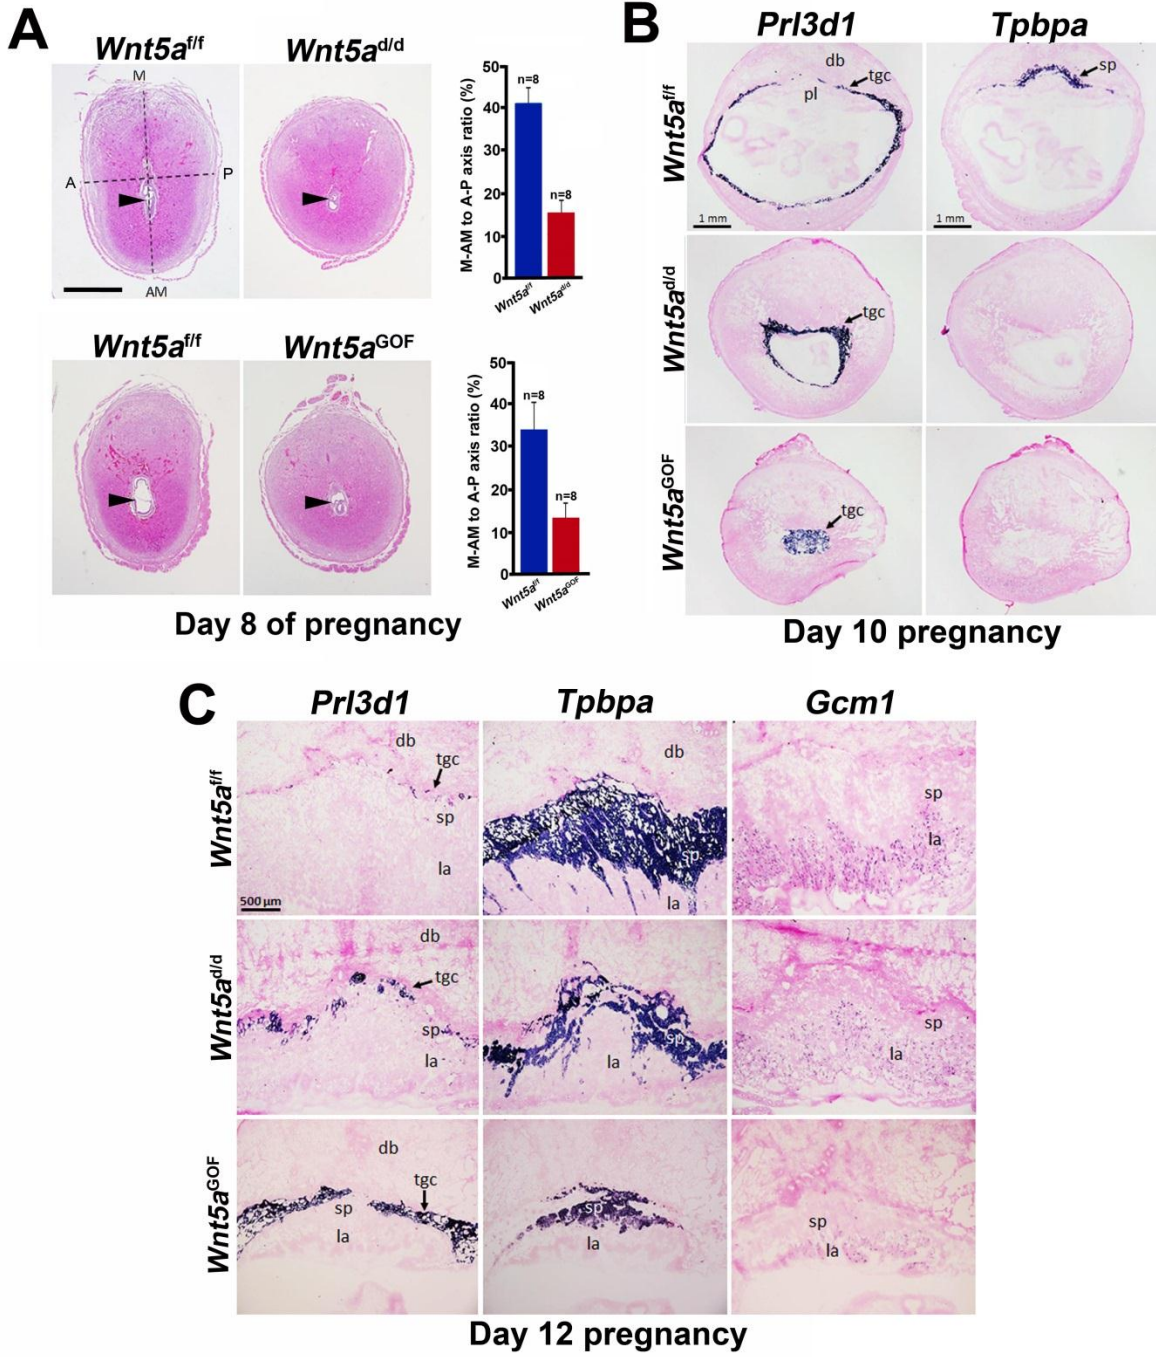 A
Wnt5a^f/f
Wnt5a^d/d
M
A
P
AM
M-AM to A-P axis ratio (%)
50
40
30
20
10
0
n=8
n=8
Wnt5a^f/f
Wnt5a^d/d
Wnt5a^f/f
Wnt5a^GOF
M-AM to A-P axis ratio (%)
50
40
30
20
10
0
n=8
n=8
Wnt5a^f/f
Wnt5a^GOF
Day 8 of pregnancy
B
Prl3d1
Tpbpa
Wnt5a^f/f
db
tgc
pl
1 mm
sp
1 mm
Wnt5a^d/d
tgc
Wnt5a^GOF
tgc
Day 10 pregnancy
C
Prl3d1
Tpbpa
Gcm1
Wnt5a^f/f
db
tgc
sp
la
500 µm
db
sp
la
sp
la
Wnt5a^d/d
db
tgc
sp
la
sp
la
sp
la
Wnt5a^GOF
db
tgc
sp
la
sp
la
sp
la
Day 12 pregnancy